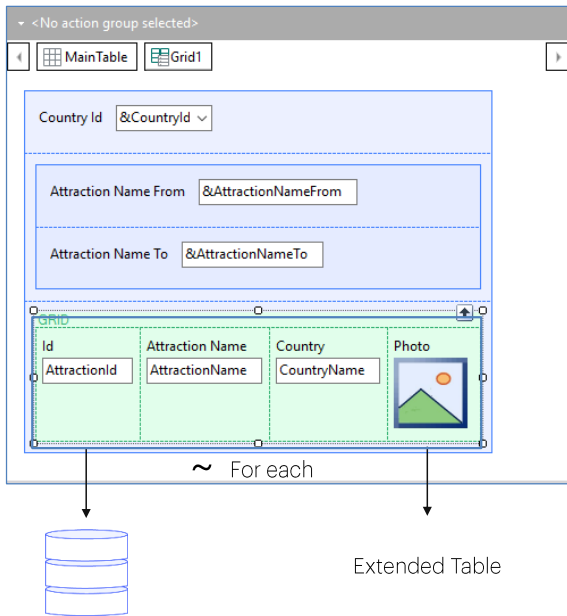 <No action group selected>
MainTable Grid1
Country Id &CountryId
Attraction Name From &AttractionNameFrom
Attraction Name To &AttractionNameTo
GRID
Id Attraction Name Country Photo
AttractionId AttractionName CountryName
~ For each
Extended Table